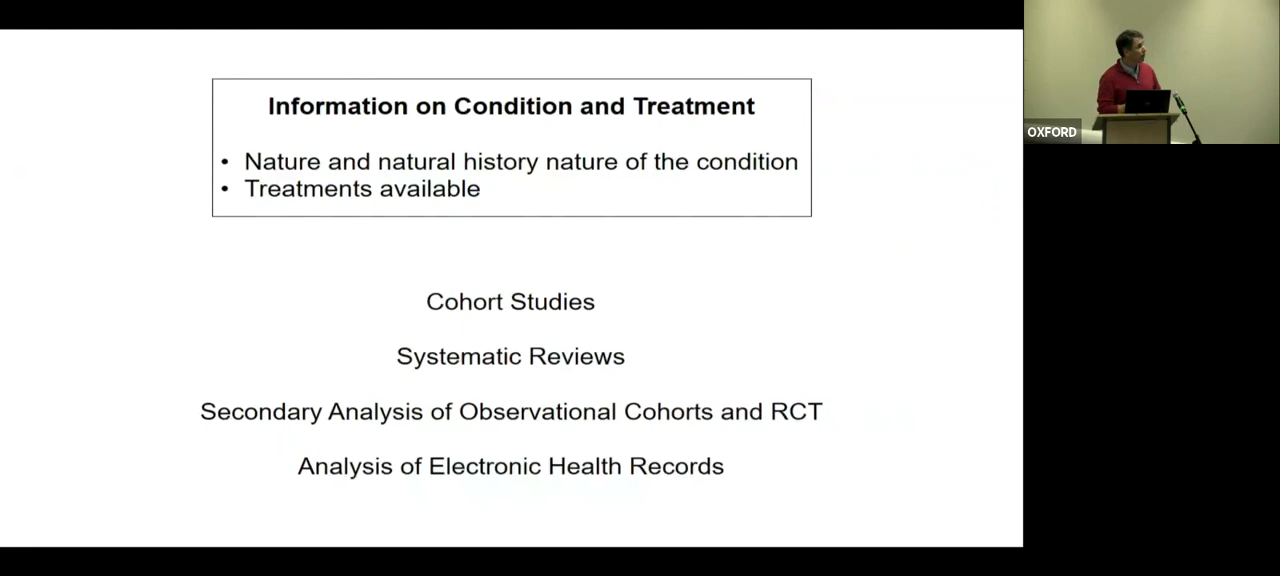 Information on Condition and Treatment
• Nature and natural history nature of the condition
• Treatments available
Cohort Studies
Systematic Reviews
Secondary Analysis of Observational Cohorts and RCT
Analysis of Electronic Health Records
OXFORD